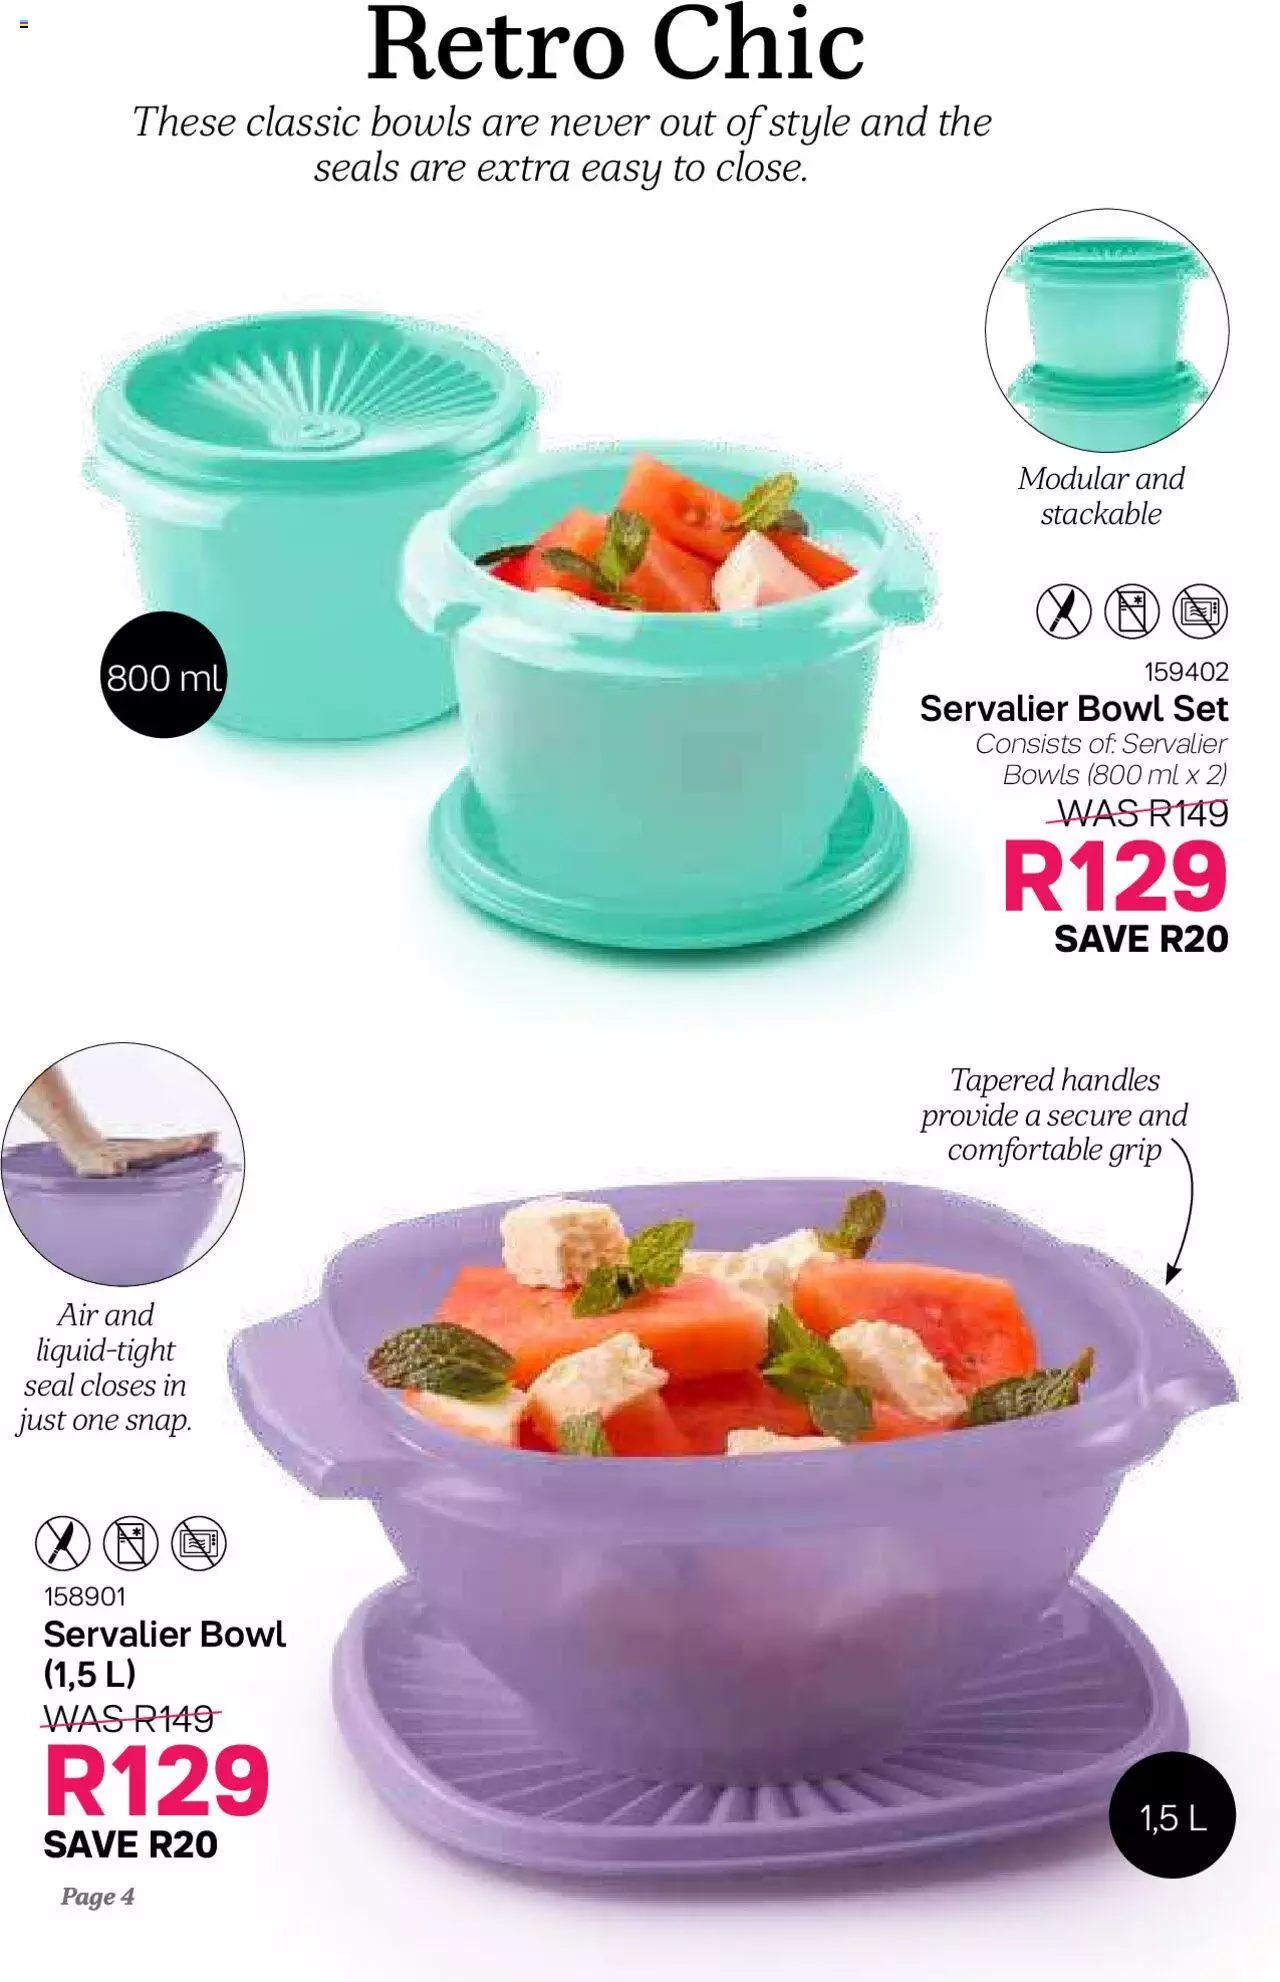 Retro Chic
These classic bowls are never out of style and the
seals are extra easy to close.
Modular and
stackable
800 ml
159402
Servalier Bowl Set
Consists of: Servalier
Bowls (800 ml x 2)
WAS R149
R129
SAVE R20
Tapered handles
provide a secure and
comfortable grip
Air and
liquid-tight
seal closes in
just one snap.
158901
Servalier Bowl
(1,5 L)
WAS R149
R129
SAVE R20
1,5 L
Page 4